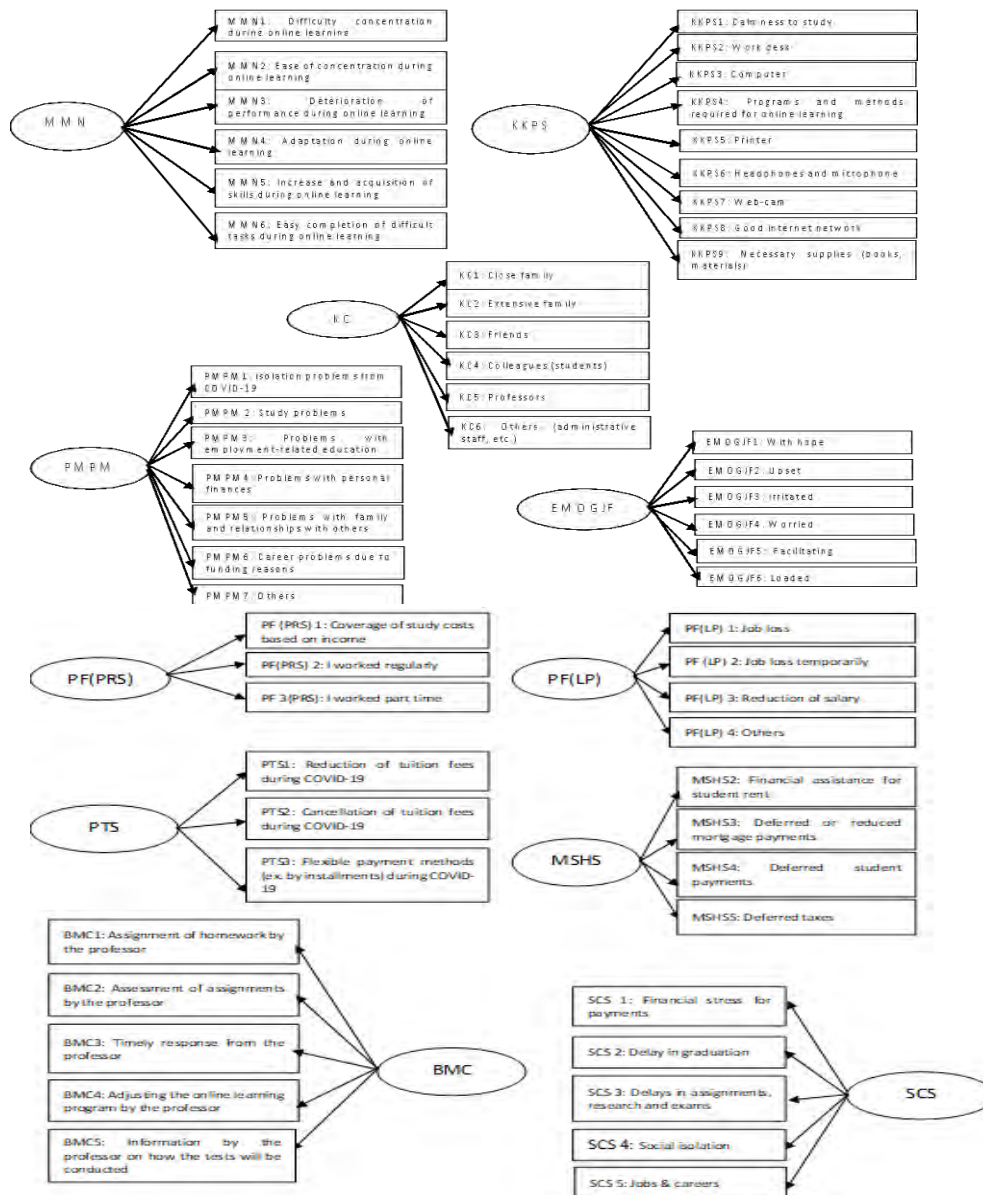 MMN
MMN1: Difficulty concentration
during online learning
MMN2: Ease of concentration during
online learning
MMN3: Deterioration of
performance during online learning
MMN4: Adaptation during online
learning
MMN5: Increase and acquisition of
skills during online learning
MMN6: Easy completion of difficult
tasks during online learning
KKPS
KKPS1: Calmness to study
KKPS2: Work desk
KKPS3: Computer
KKPS4: Programs and methods
required for online learning
KKPS5: Printer
KKPS6: Headphones and mitrophone
KKPS7: Web-cam
KKPS8: Good internet network
KKPS9: Necessary supplies (books,
materials)
KC
KC1: Close family
KC2: Extensive family
KC3: Friends
KC4: Colleagues (students)
KC5: Professors
KC6: Others (administrative
staff, etc.)
PMPM
PMPM1: isolation problems from
COVID-19
PMPM 2: Study problems
PMPM3: Problems with
employment-related education
PMPM4: Problems with personal
finances
PMPM5: Problems with family
and relationships with others
PMPM6: Career problems due to
funding reasons
PMPM7: Others
EMOGJF
EMOGJF1: With hope
EMOGJF2: Upset
EMOGJF3: Irritated
EMOGJF4: Worried
EMOGJF5: Facilitating
EMOGJF6: Loaded
PF(PRS)
PF (PRS) 1: Coverage of study costs
based on income
PF(PRS) 2: I worked regularly
PF 3(PRS): I worked part time
PF(LP)
PF(LP) 1: Job loss
PF (LP) 2: Job loss temporarily
PF(LP) 3: Reduction of salary
PF(LP) 4: Others
PTS
PTS1: Reduction of tuition fees
during COVID-19
PTS2: Cancellation of tuition fees
during COVID-19
PTS3: Flexible payment methods
(ex. by installments) during COVID-
19
MSHS
MSHS2: Financial assistance for
student rent
MSHS3: Deferred or reduced
mortgage payments
MSHS4: Deferred student
payments
MSHS5: Deferred taxes
BMC1: Assignment of homework by
the professor
BMC2: Assessment of assignments
by the professor
BMC3: Timely response from the
professor
BMC4: Adjusting the online learning
program by the professor
BMC5: Information by the
professor on how the tests will be
conducted
BMC
SCS 1: Financial stress for
payments
SCS 2: Delay in graduation
SCS 3: Delays in assignments,
research and exams
SCS 4: Social isolation
SCS 5: Jobs & careers
SCS